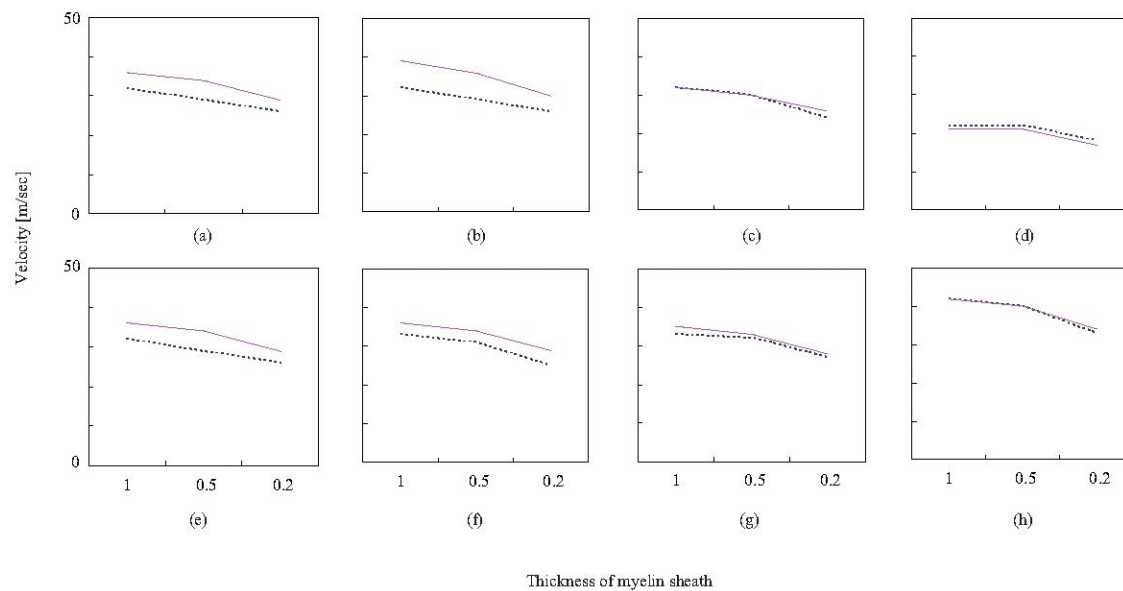 Velocity [m/sec]
50
0
(a)
(b)
(c)
(d)
50
0
1 0.5 0.2
1 0.5 0.2
1 0.5 0.2
1 0.5 0.2
(e)
(f)
(g)
(h)
Thickness of myelin sheath